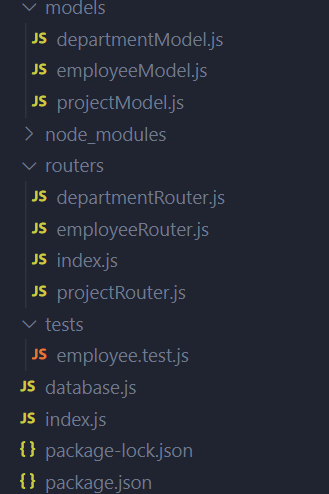 models
JS departmentModel.js
JS employeeModel.js
JS projectModel.js
node_modules
routers
JS departmentRouter.js
JS employeeRouter.js
JS index.js
JS projectRouter.js
tests
JS employee.test.js
JS database.js
JS index.js
{ } package-lock.json
{ } package.json